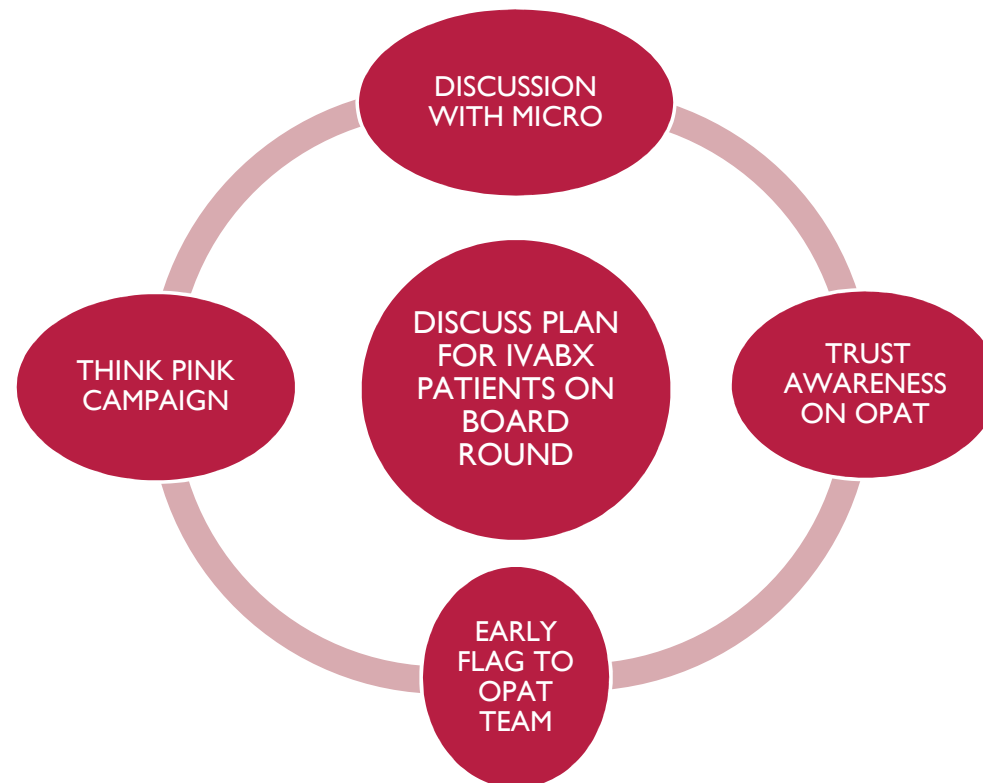 DISCUSSION
WITH MICRO
DISCUSS PLAN
FOR IVABX
PATIENTS ON
BOARD
ROUND
THINK PINK
CAMPAIGN
TRUST
AWARENESS
ON OPAT
EARLY
FLAG TO
OPAT
TEAM